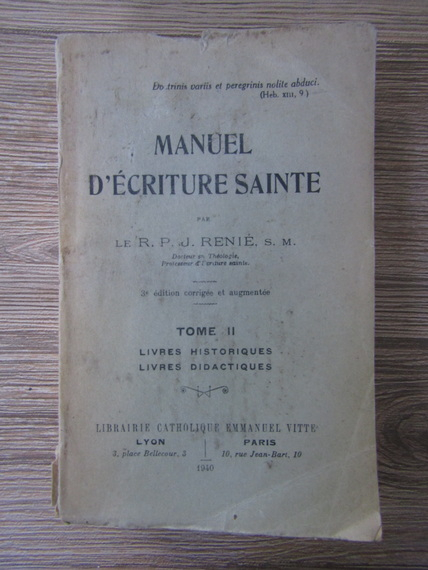 Do trinis variis et peregrinis nolite abduci.
(Heb. XIII, 9.)
MANUEL
D'ÉCRITURE SAINTE
PAR
LE R. P. J. RENIÉ, S. M.
Docteur en Théologie,
Professeur d'Écriture sainte.
3e édition corrigée et augmentée
TOME II
LIVRES HISTORIQUES
LIVRES DIDACTIQUES
LIBRAIRIE CATHOLIQUE EMMANUEL VITTE
LYON PARIS
3, place Bellecour, 3 10, rue Jean-Bart, 10
1940